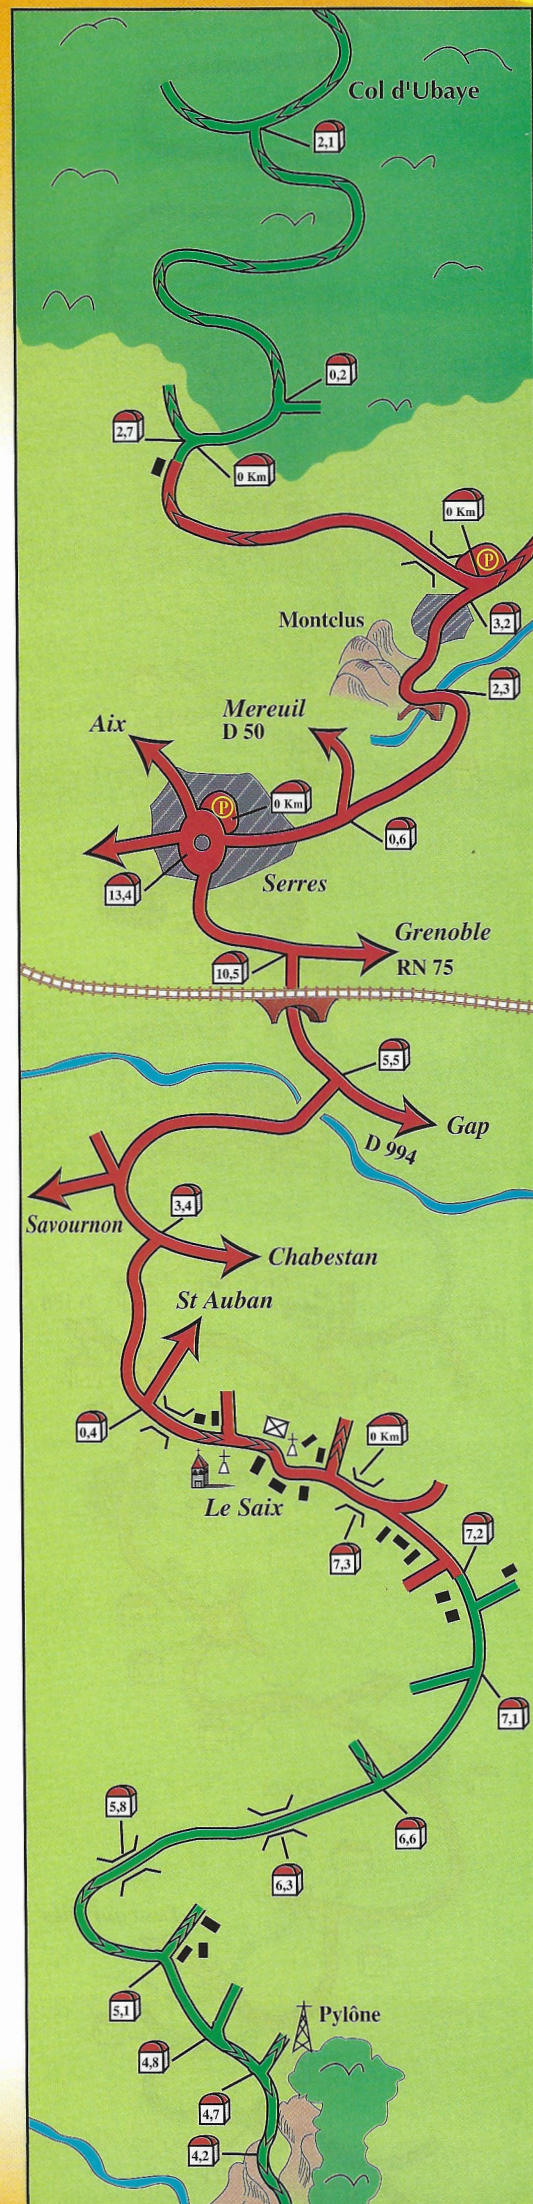 Col d'Ubaye
2,1
0,2
2,7
0 Km
0 Km
P
3,2
Montclus
2,3
Mereuil
D 50
Aix
P
0 Km
0,6
13,4
Serres
Grenoble
RN 75
10,5
5,5
Gap
D 994
Savournon
3,4
Chabestan
St Auban
0,4
0 Km
Le Saix
7,3
7,2
7,1
5,8
6,6
6,3
5,1
Pylône
4,8
4,7
4,2